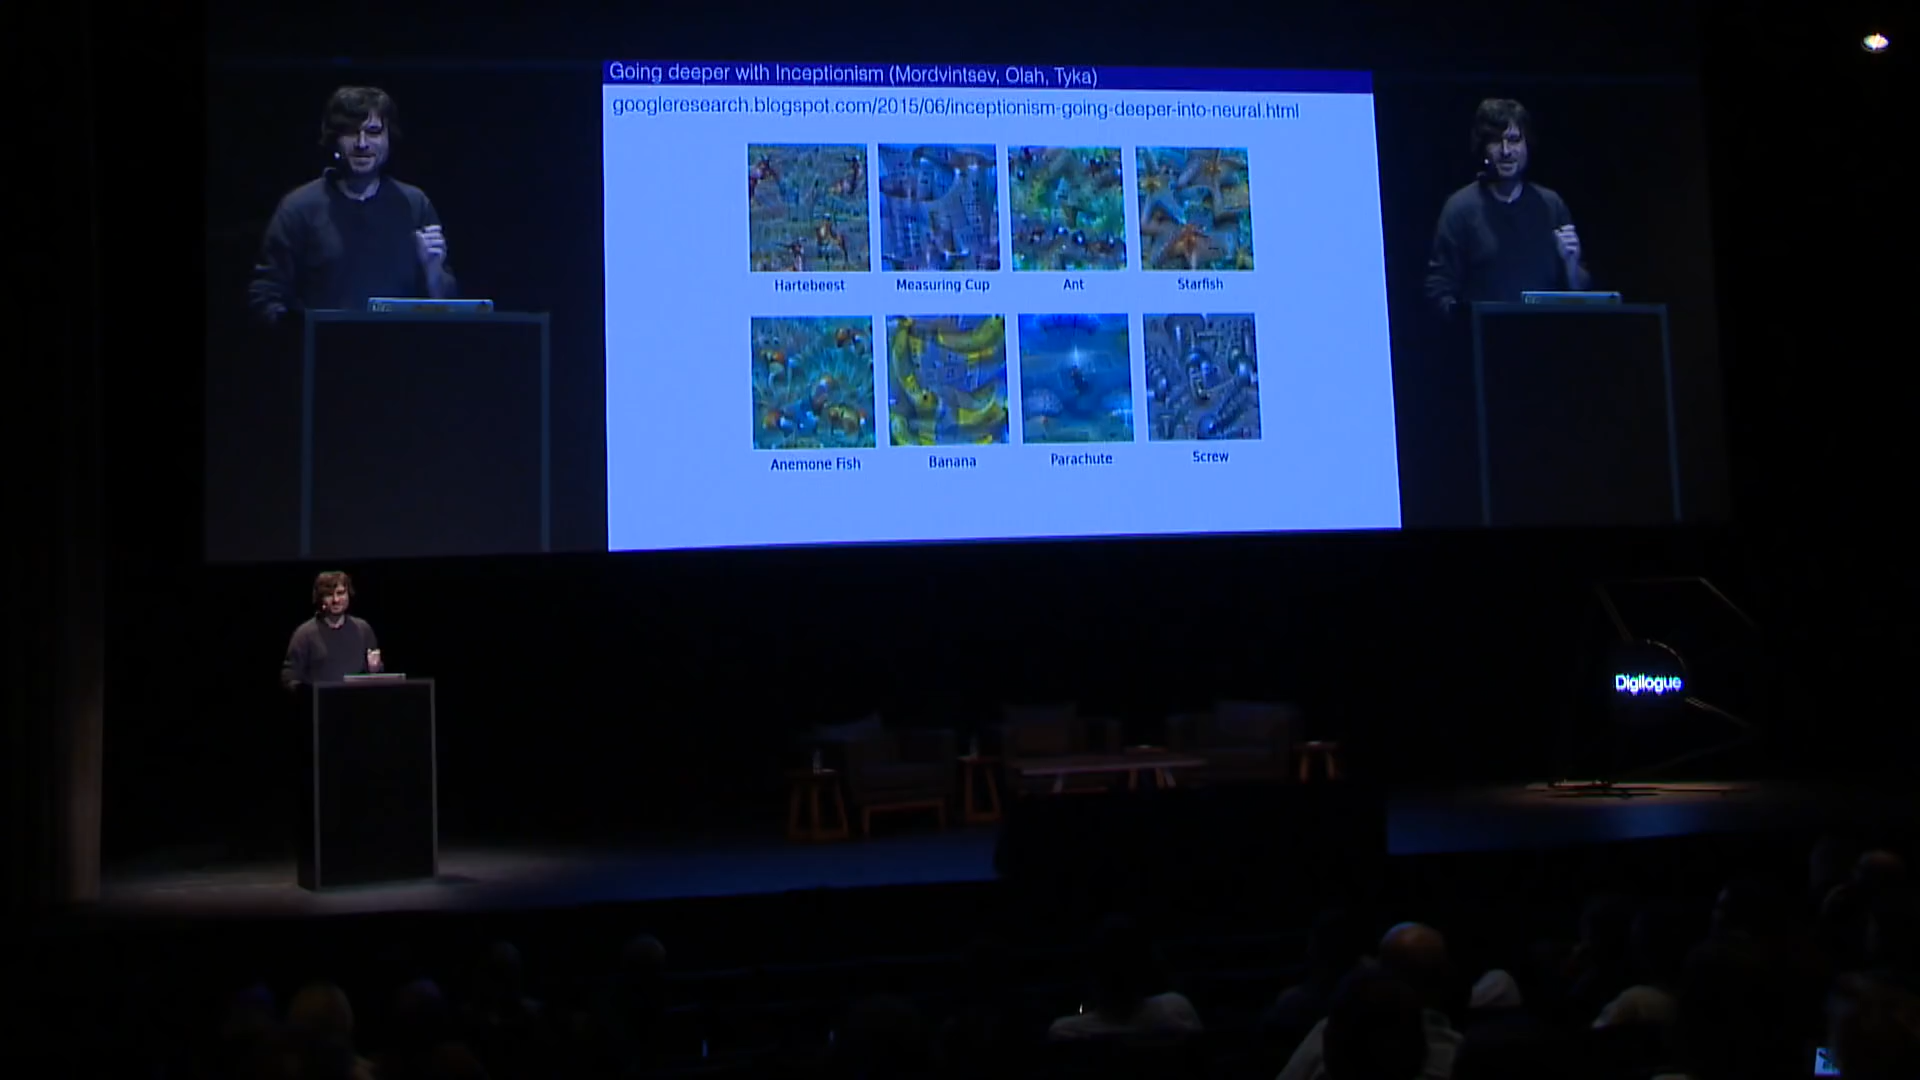 Going deeper with Inceptionism (Mordvintsev, Olah, Tyka)
googleresearch.blogspot.com/2015/06/inceptionism-going-deeper-into-neural.html
Hartebeest
Measuring Cup
Ant
Starfish
Anemone Fish
Banana
Parachute
Screw
Digilogue